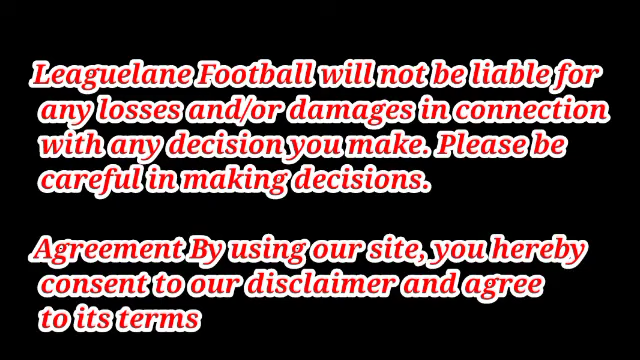 Leaguelane Football will not be liable for
any losses and/or damages in connection
with any decision you make. Please be
careful in making decisions.
Agreement By using our site, you hereby
consent to our disclaimer and agree
to its terms